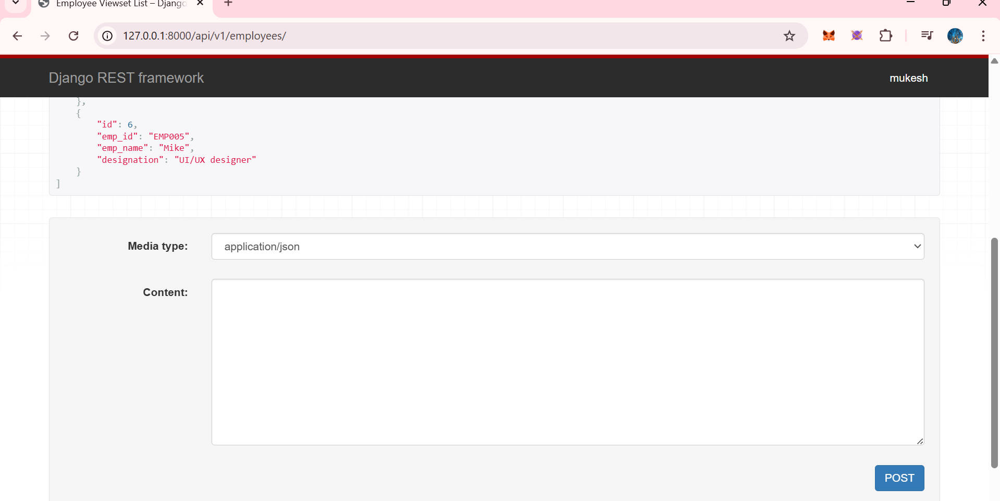 Employee Viewset List – Django
127.0.0.1:8000/api/v1/employees/
Django REST framework
mukesh
},
{
"id": 6,
"emp_id": "EMP005",
"emp_name": "Mike",
"designation": "UI/UX designer"
}
]
Media type:
application/json
Content:
POST